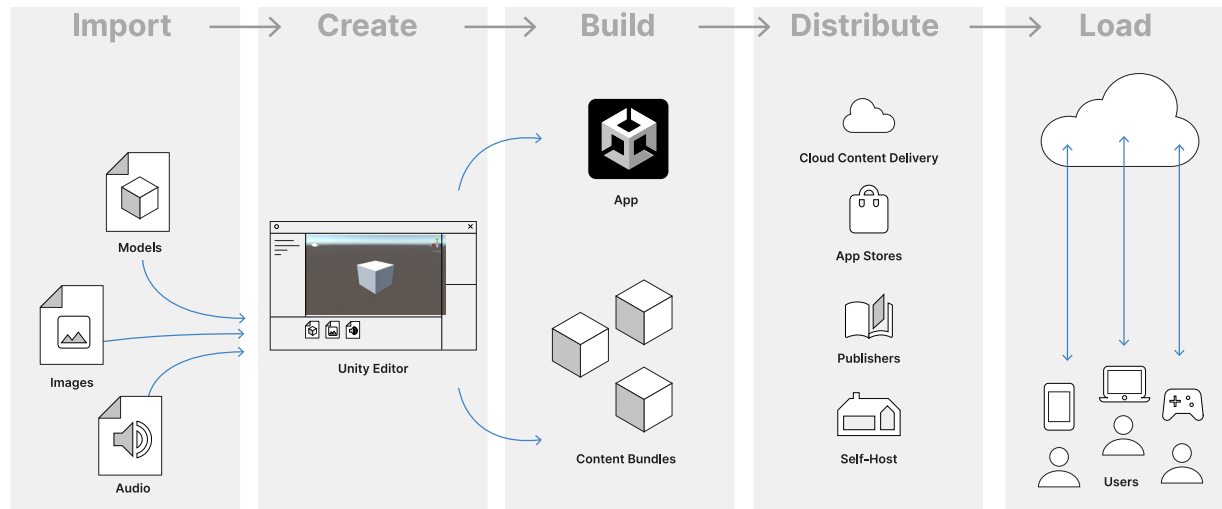 Import
Create
Build
Distribute
Load
Models
Images
Audio
Unity Editor
App
Content Bundles
Cloud Content Delivery
App Stores
Publishers
Self-Host
Users